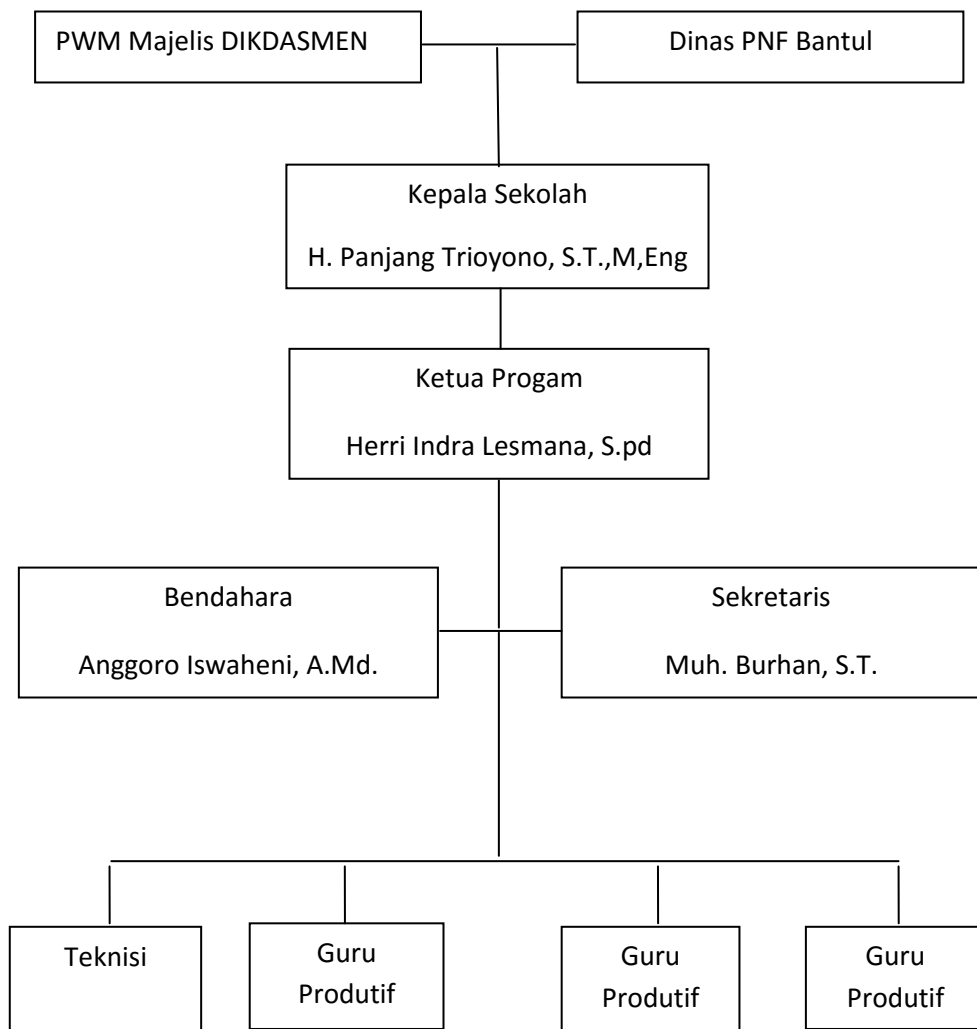 PWM Majelis DIKDASMEN
Dinas PNF Bantul
Kepala Sekolah
H. Panjang Trioyono, S.T.,M,Eng
Ketua Progam
Herri Indra Lesmana, S.pd
Bendahara
Anggoro Iswaheni, A.Md.
Sekretaris
Muh. Burhan, S.T.
Teknisi
Guru
Produtif
Guru
Produtif
Guru
Produtif